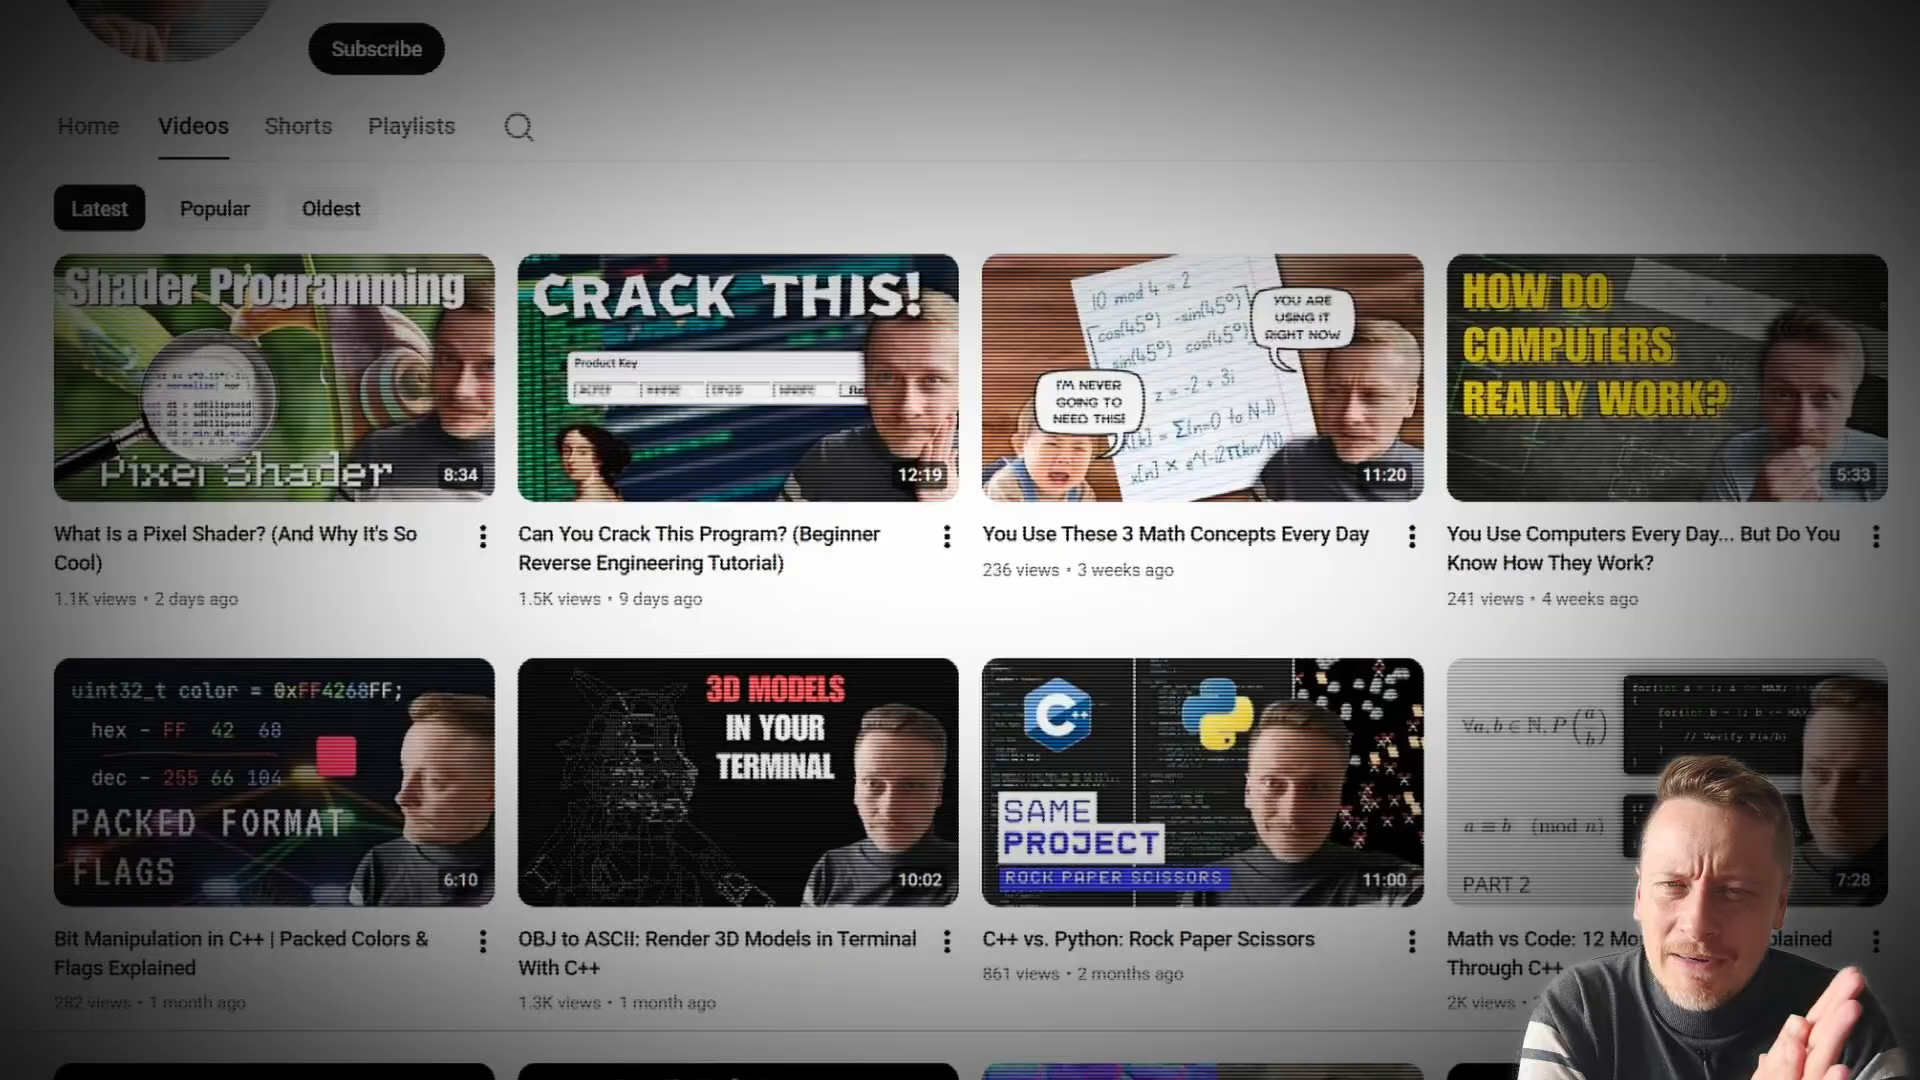 Subscribe
Home Videos Shorts Playlists
Latest Popular Oldest
Shader Programming
Pixel Shader
8:34
CRACK THIS!
Product Key
12:19
10 mod 4 = 2
cos(45°) -sin(45°)
sin(45°) cos(45°)
z = -2 + 3i
YOU ARE
USING IT
RIGHT NOW
I'M NEVER
GOING TO
NEED THIS!
11:20
HOW DO
COMPUTERS
REALLY WORK?
5:33
What Is a Pixel Shader? (And Why It's So
Cool)
1.1K views • 2 days ago
Can You Crack This Program? (Beginner
Reverse Engineering Tutorial)
1.5K views • 9 days ago
You Use These 3 Math Concepts Every Day
236 views • 3 weeks ago
You Use Computers Every Day... But Do You
Know How They Work?
241 views • 4 weeks ago
uint32_t color = 0xFF4268FF;
hex - FF 42 68
dec - 255 66 104
PACKED FORMAT
FLAGS
6:10
3D MODELS
IN YOUR
TERMINAL
10:02
C++
SAME
PROJECT
ROCK PAPER SCISSORS
11:00
∀a, b ∈ ℕ, P (a b)
// Verify P(a/b)
a ≡ b (mod n)
PART 2
7:28
Bit Manipulation in C++ | Packed Colors &
Flags Explained
282 views • 1 month ago
OBJ to ASCII: Render 3D Models in Terminal
With C++
1.3K views • 1 month ago
C++ vs. Python: Rock Paper Scissors
861 views • 2 months ago
Math vs Code: 12
Through C++
2K views